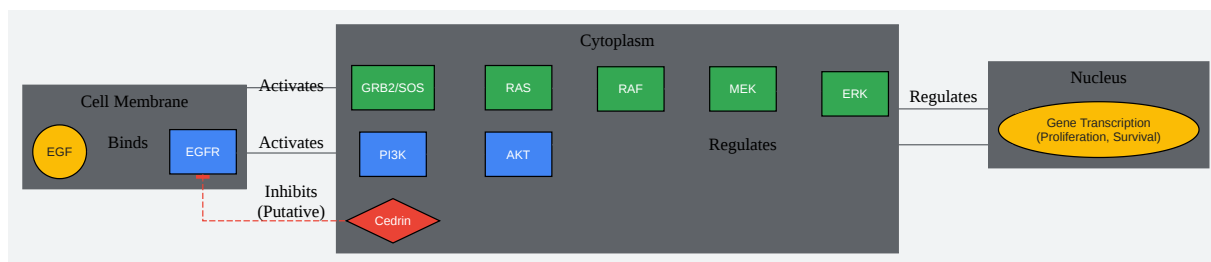 Cytoplasm
Cell Membrane
EGF
Binds
EGFR
Activates
Activates
Inhibits
(Putative)
GRB2/SOS
RAS
RAF
MEK
ERK
PI3K
AKT
Regulates
Cedrin
Regulates
Nucleus
Gene Transcription
(Proliferation, Survival)